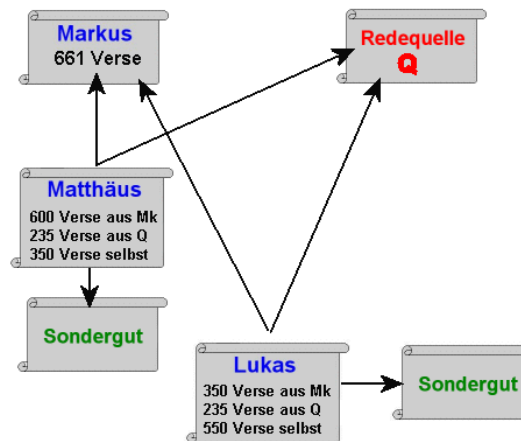 Markus
661 Verse
Redequelle
Q
Matthäus
600 Verse aus Mk
235 Verse aus Q
350 Verse selbst
Sondergut
Lukas
350 Verse aus Mk
235 Verse aus Q
550 Verse selbst
Sondergut